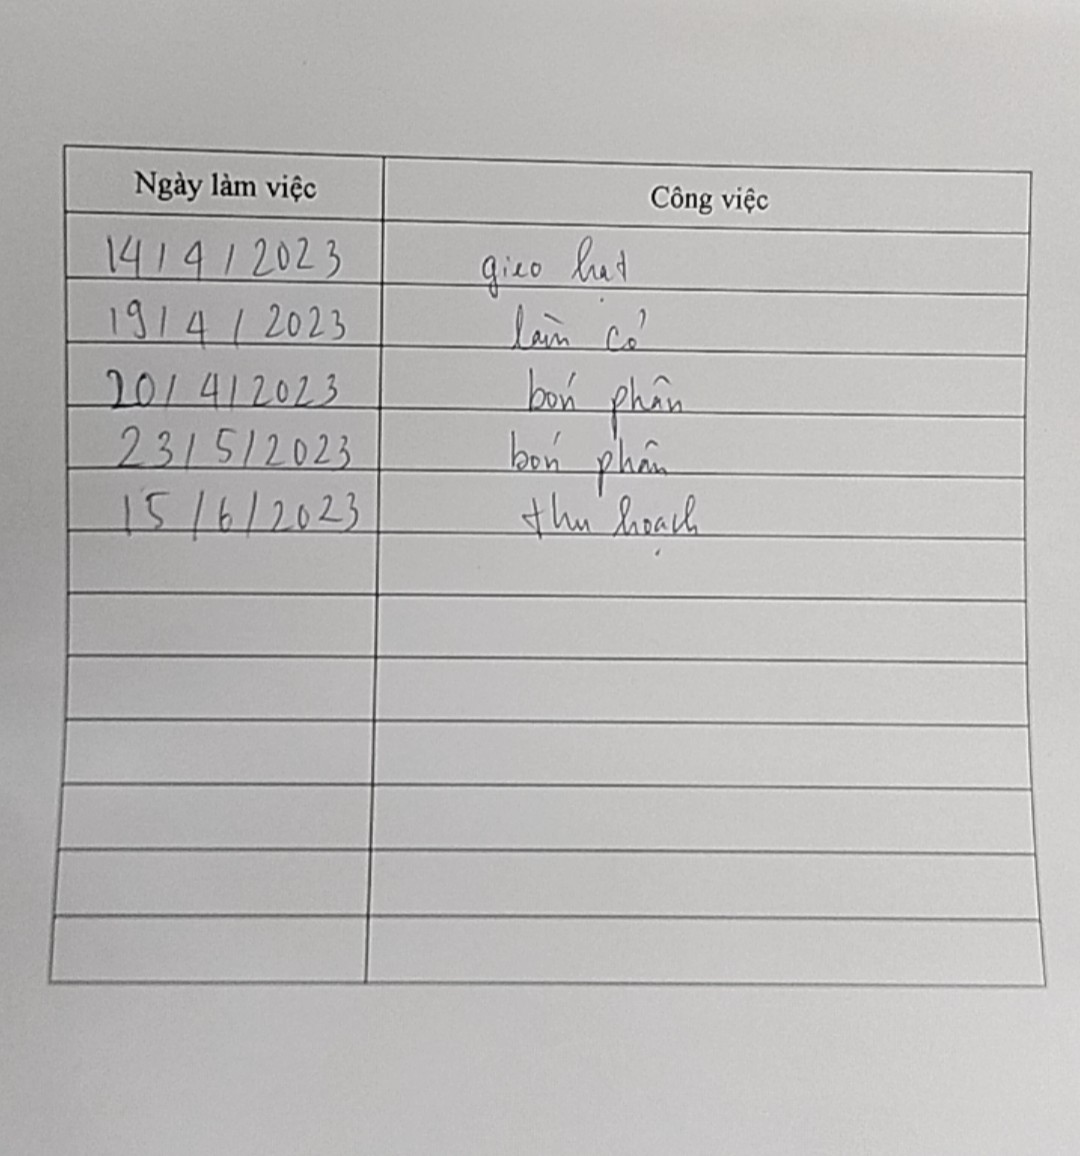 Ngày làm việc Công việc
14/4/2023 gieo hạt
19/4/2023 làm cỏ
20/4/2023 bón phân
23/5/2023 bón phân
15/6/2023 thu hoạch